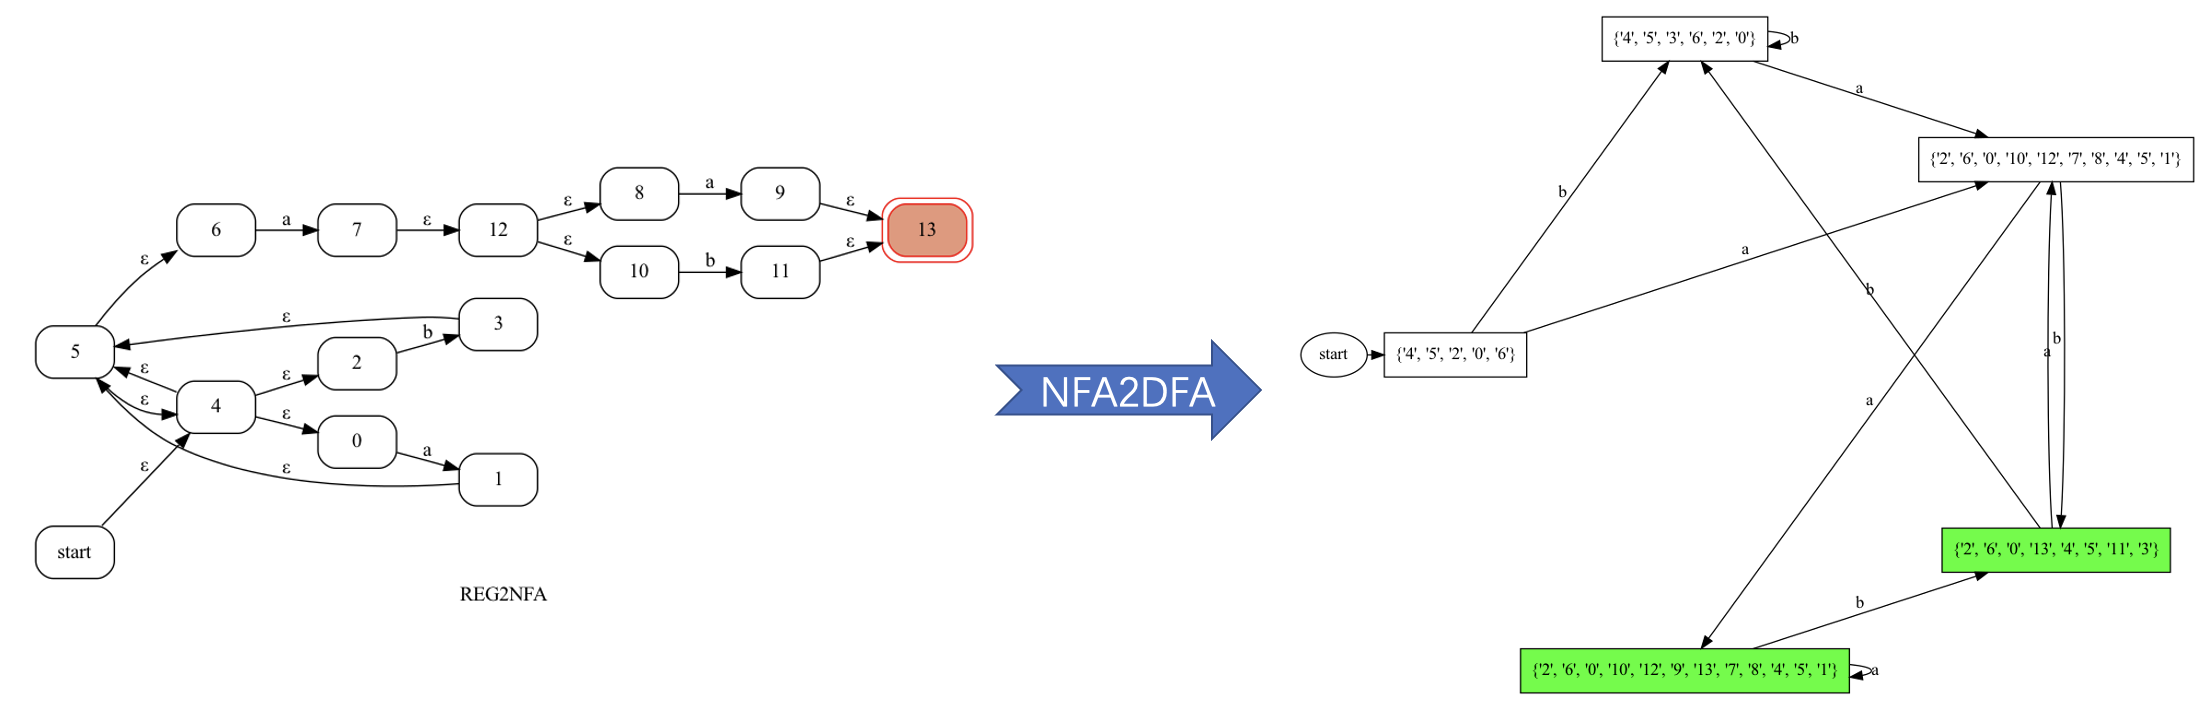 {'4', '5', '3', '6', '2', '0'}
b
a
{'2', '6', '0', '10', '12', '7', '8', '4', '5', '1'}
b
a
b
a
b
a
start
{'4', '5', '2', '0', '6'}
{'2', '6', '0', '13', '4', '5', '11', '3'}
b
{'2', '6', '0', '10', '12', '9', '13', '7', '8', '4', '5', '1'}
a
8
a
9
ε
ε
6
a
7
ε
12
13
ε
ε
10
b
11
ε
3
ε
5
b
2
ε
ε
ε
4
ε
0
a
ε
ε
1
start
REG2NFA
NFA2DFA